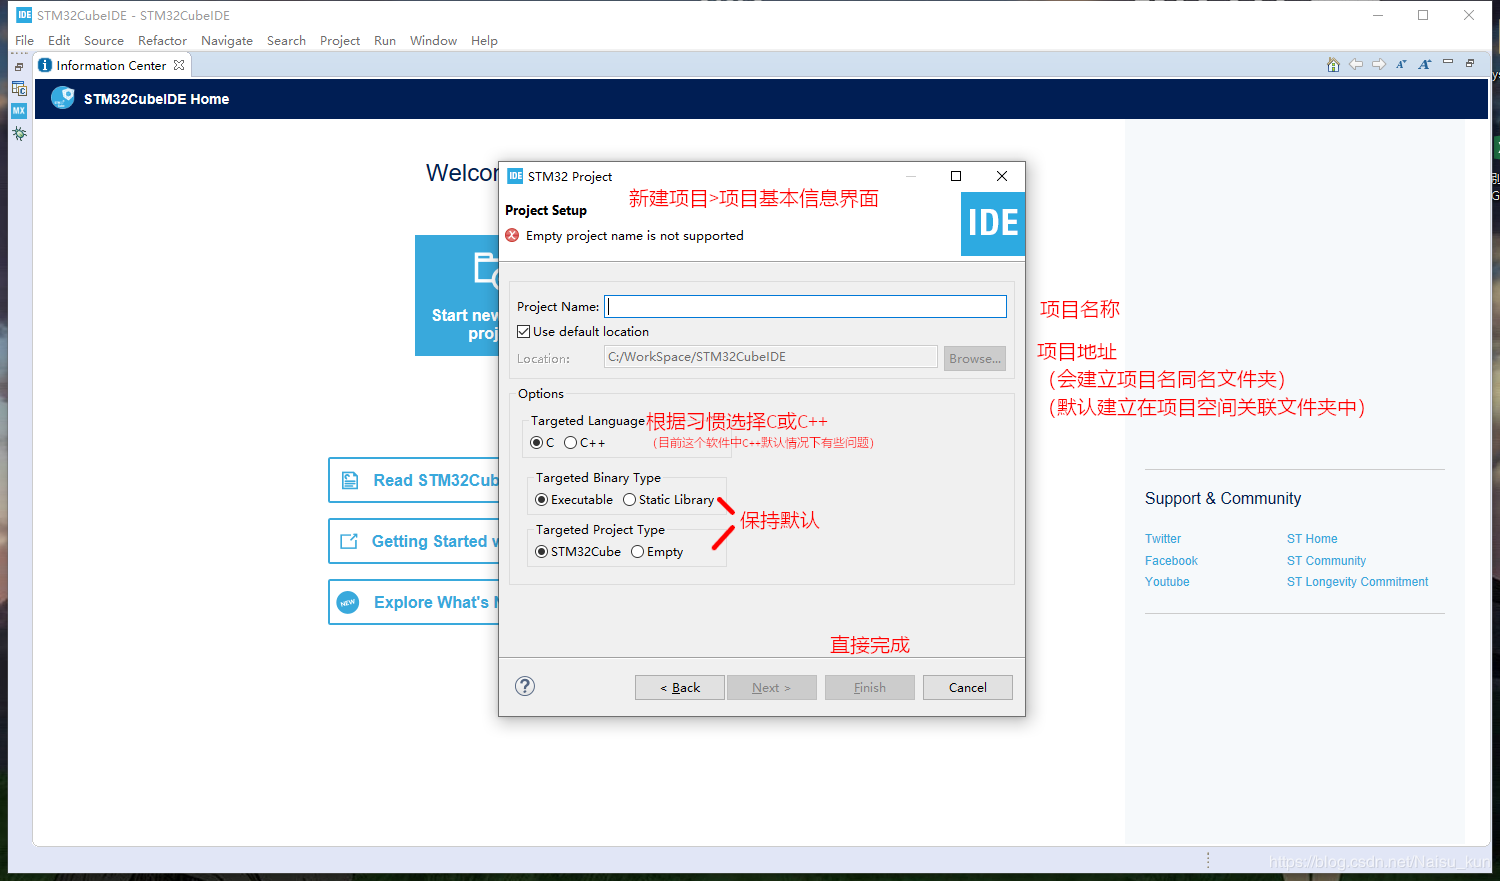 IDE STM32CubeIDE - STM32CubeIDE
File Edit Source Refactor Navigate Search Project Run Window Help
Information Center
MX
STM32CubeIDE Home
Welcon
IDE STM32 Project
新建项目>项目基本信息界面
Project Setup
Empty project name is not supported
IDE
Start new
proj
Project Name:
项目名称
Use default location
Location: C:/WorkSpace/STM32CubeIDE Browse...
项目地址
（会建立项目名同名文件夹）
（默认建立在项目空间关联文件夹中）
Options
Targeted Language
根据习惯选择C或C++
C C++
（目前这个软件中C++默认情况下有些问题）
Read STM32Cub
Targeted Binary Type
Executable Static Library
保持默认
Targeted Project Type
STM32Cube Empty
Getting Started w
NEW Explore What's N
直接完成
< Back Next > Finish Cancel
Support & Community
Twitter ST Home
Facebook ST Community
Youtube ST Longevity Commitment
https://blog.csdn.net/Naisu_kun